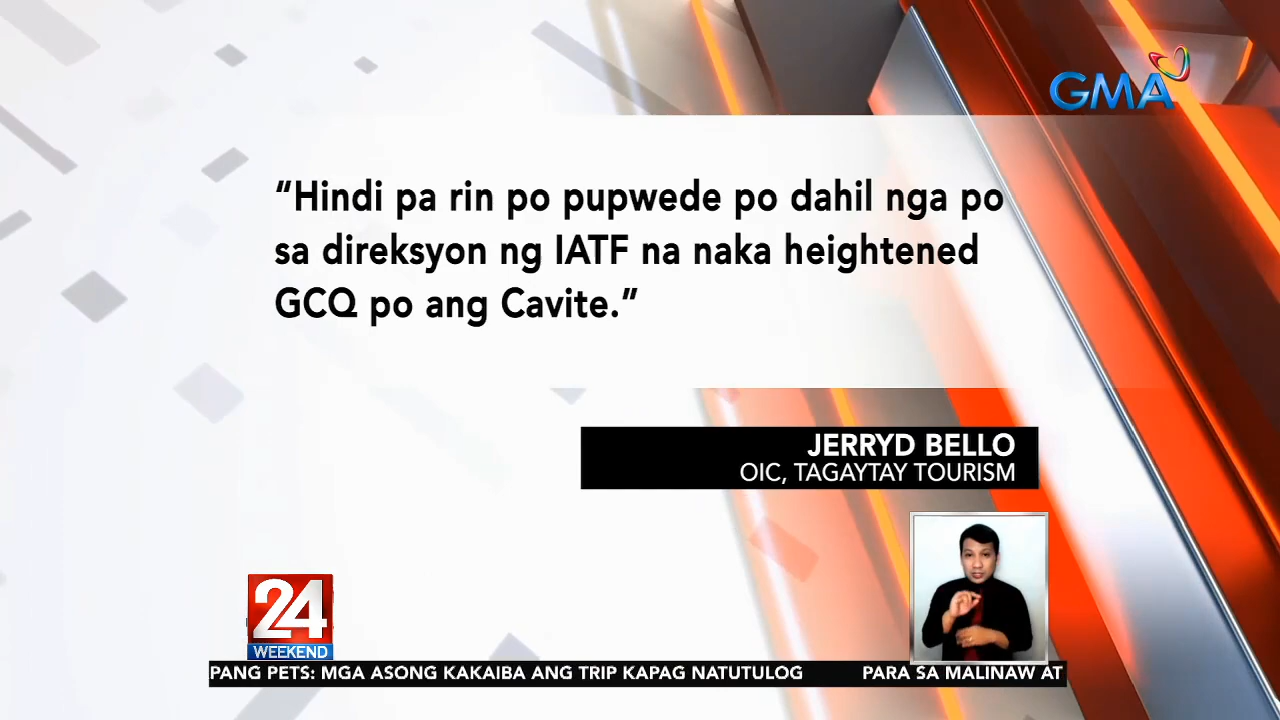 GMA
“Hindi pa rin po pupwede po dahil nga po
sa direksyon ng IATF na naka heightened
GCQ po ang Cavite.”
JERRYD BELLO
OIC, TAGAYTAY TOURISM
24
WEEKEND
PANG PETS: MGA ASONG KAKAIBA ANG TRIP KAPAG NATUTULOG PARA SA MALINAW AT